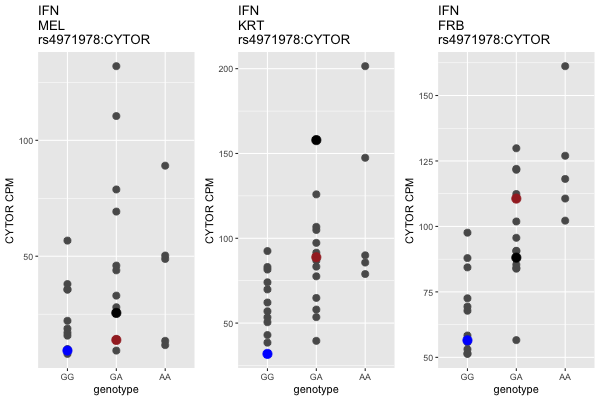 IFN
MEL
rs4971978:CYTOR
CYTOR CPM
100
50
GG GA AA
genotype
IFN
KRT
rs4971978:CYTOR
CYTOR CPM
200
150
100
50
GG GA AA
genotype
IFN
FRB
rs4971978:CYTOR
CYTOR CPM
150
125
100
75
50
GG GA AA
genotype